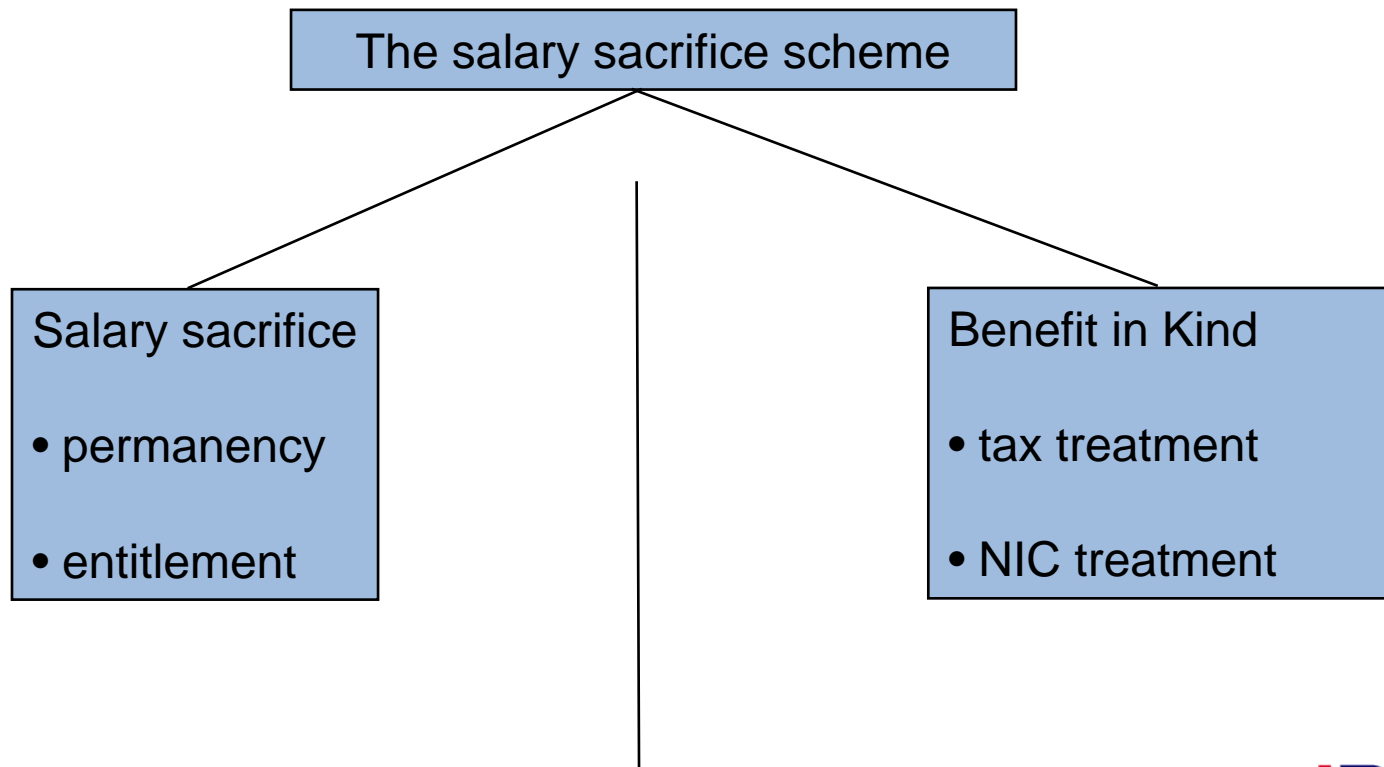 The salary sacrifice scheme
Salary sacrifice
• permanency
• entitlement
Benefit in Kind
• tax treatment
• NIC treatment